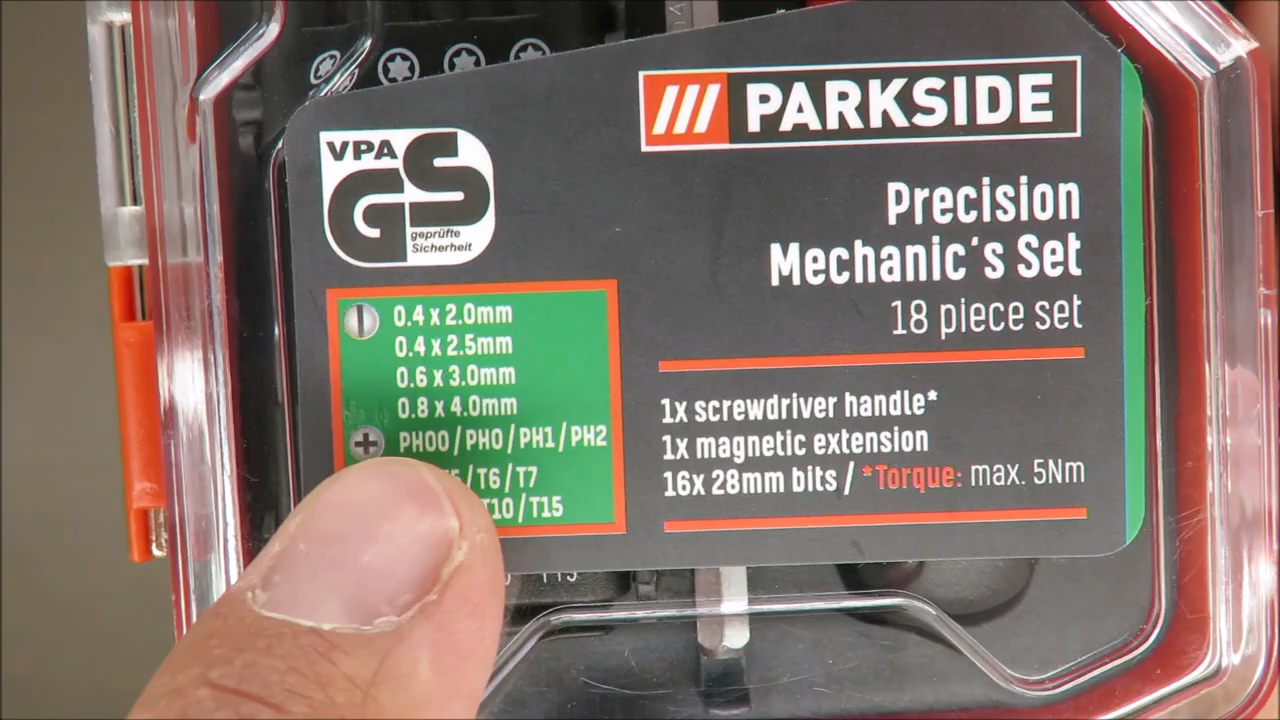 PARKSIDE
VPA
GS
geprüfte
Sicherheit
Precision
Mechanic's Set
18 piece set
0.4 x 2.0mm
0.4 x 2.5mm
0.6 x 3.0mm
0.8 x 4.0mm
PH00 / PH0 / PH1 / PH2
/ T6 / T7
T10 / T15
1x screwdriver handle*
1x magnetic extension
16x 28mm bits / *Torque: max. 5Nm